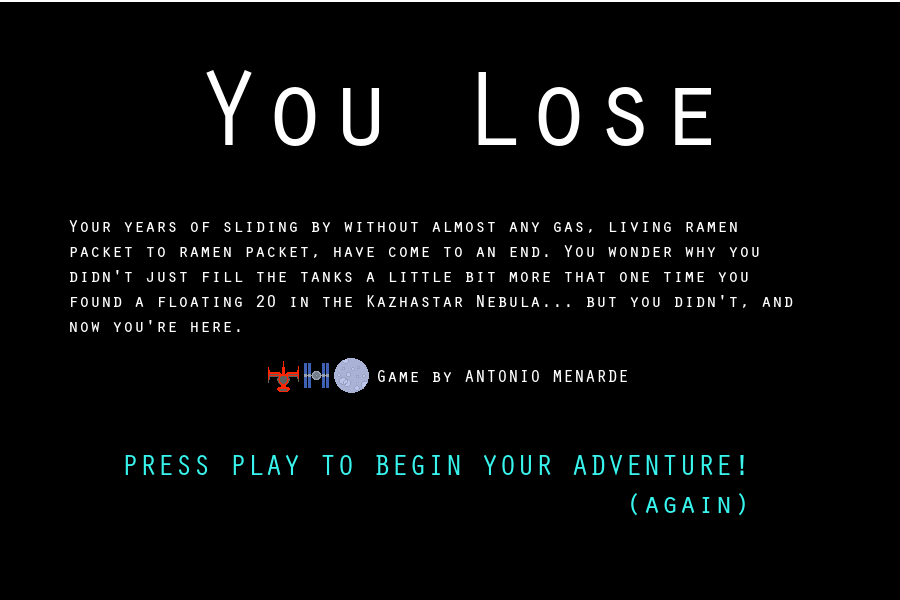 You Lose
Your years of sliding by without almost any gas, living ramen
packet to ramen packet, have come to an end. You wonder why you
didn't just fill the tanks a little bit more that one time you
found a floating 20 in the Kazhastar Nebula... but you didn't, and
now you're here.
Game by ANTONIO MENARDE
PRESS PLAY TO BEGIN YOUR ADVENTURE!
(again)